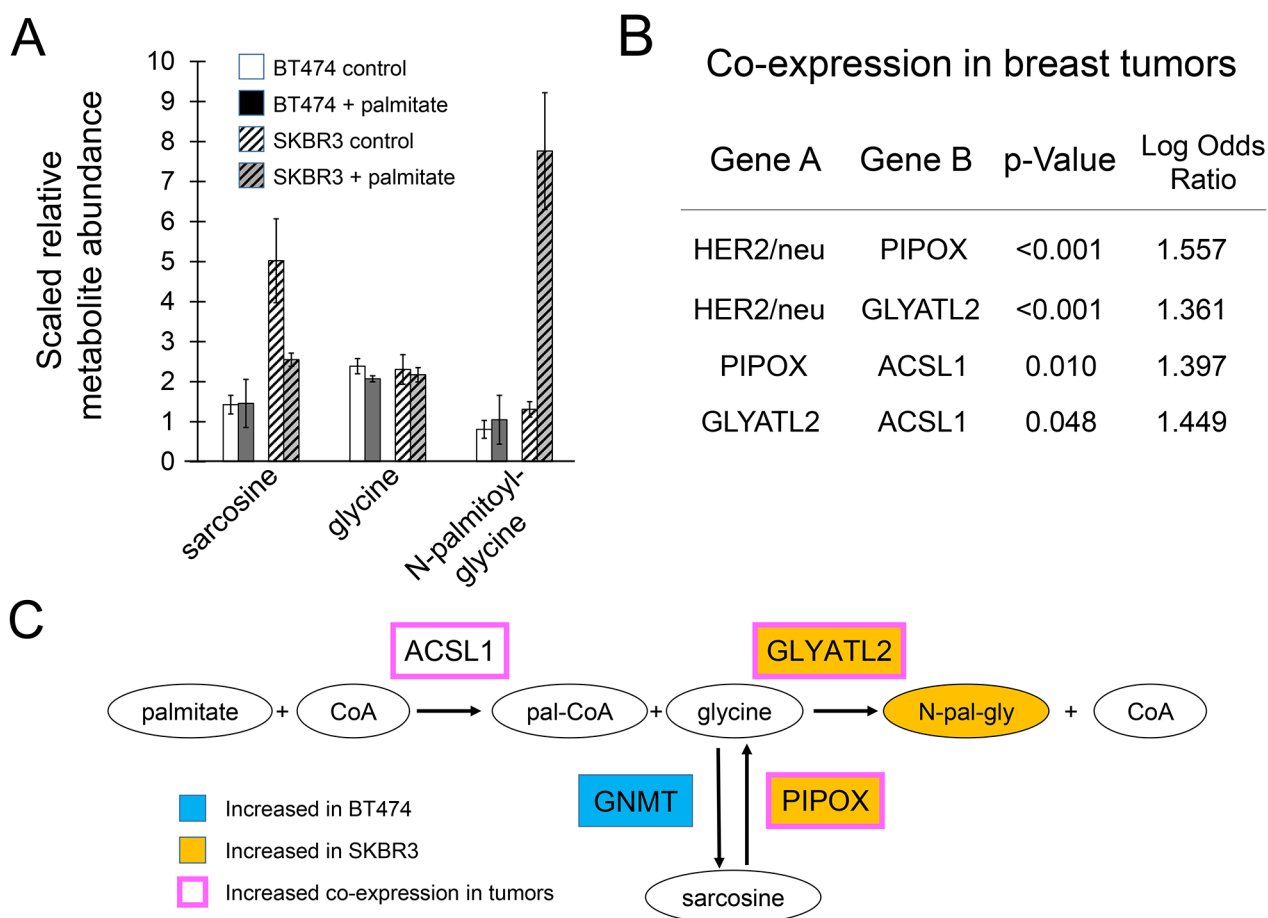 A
10
9
8
7
6
5
4
3
2
1
0
Scaled relative
metabolite abundance
BT474 control
BT474 + palmitate
SKBR3 control
SKBR3 + palmitate
sarcosine
glycine
N-palmitoyl-
glycine
B
Co-expression in breast tumors
Gene A Gene B p-Value Log Odds
Ratio
HER2/neu PIPOX <0.001 1.557
HER2/neu GLYATL2 <0.001 1.361
PIPOX ACSL1 0.010 1.397
GLYATL2 ACSL1 0.048 1.449
C
ACSL1 GLYATL2
palmitate + CoA pal-CoA + glycine N-pal-gly + CoA
GNMT PIPOX
sarcosine
Increased in BT474
Increased in SKBR3
Increased co-expression in tumors